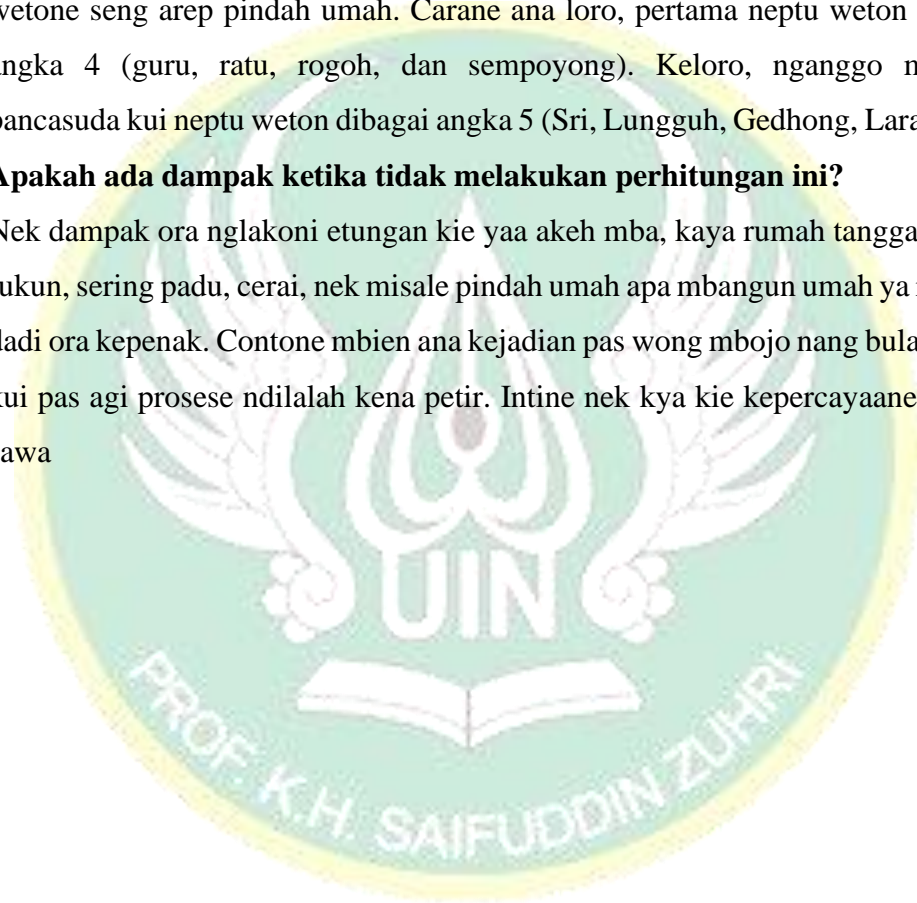 wetone seng arep pindah umah. Carane ana loro, pertama neptu weton
angka 4 (guru, ratu, rogoh, dan sempoyong). Keloro, nganggo
pancasuda kui neptu weton dibagai angka 5 (Sri, Lungguh, Gedhong, Lara
Apakah ada dampak ketika tidak melakukan perhitungan ini?
Nek dampak ora nglakoni etungan kie yaa akeh mba, kaya rumah tangga
rukun, sering padu, cerai, nek misale pindah umah apa mbangun umah ya
dadi ora kepenak. Contone mbien ana kejadian pas wong mbojo nang
kui pas agi prosese ndilalah kena petir. Intine nek kya kie kepercayaane
jawa
UIN
PROF. K.H. SAIFUDDIN ZUHRI